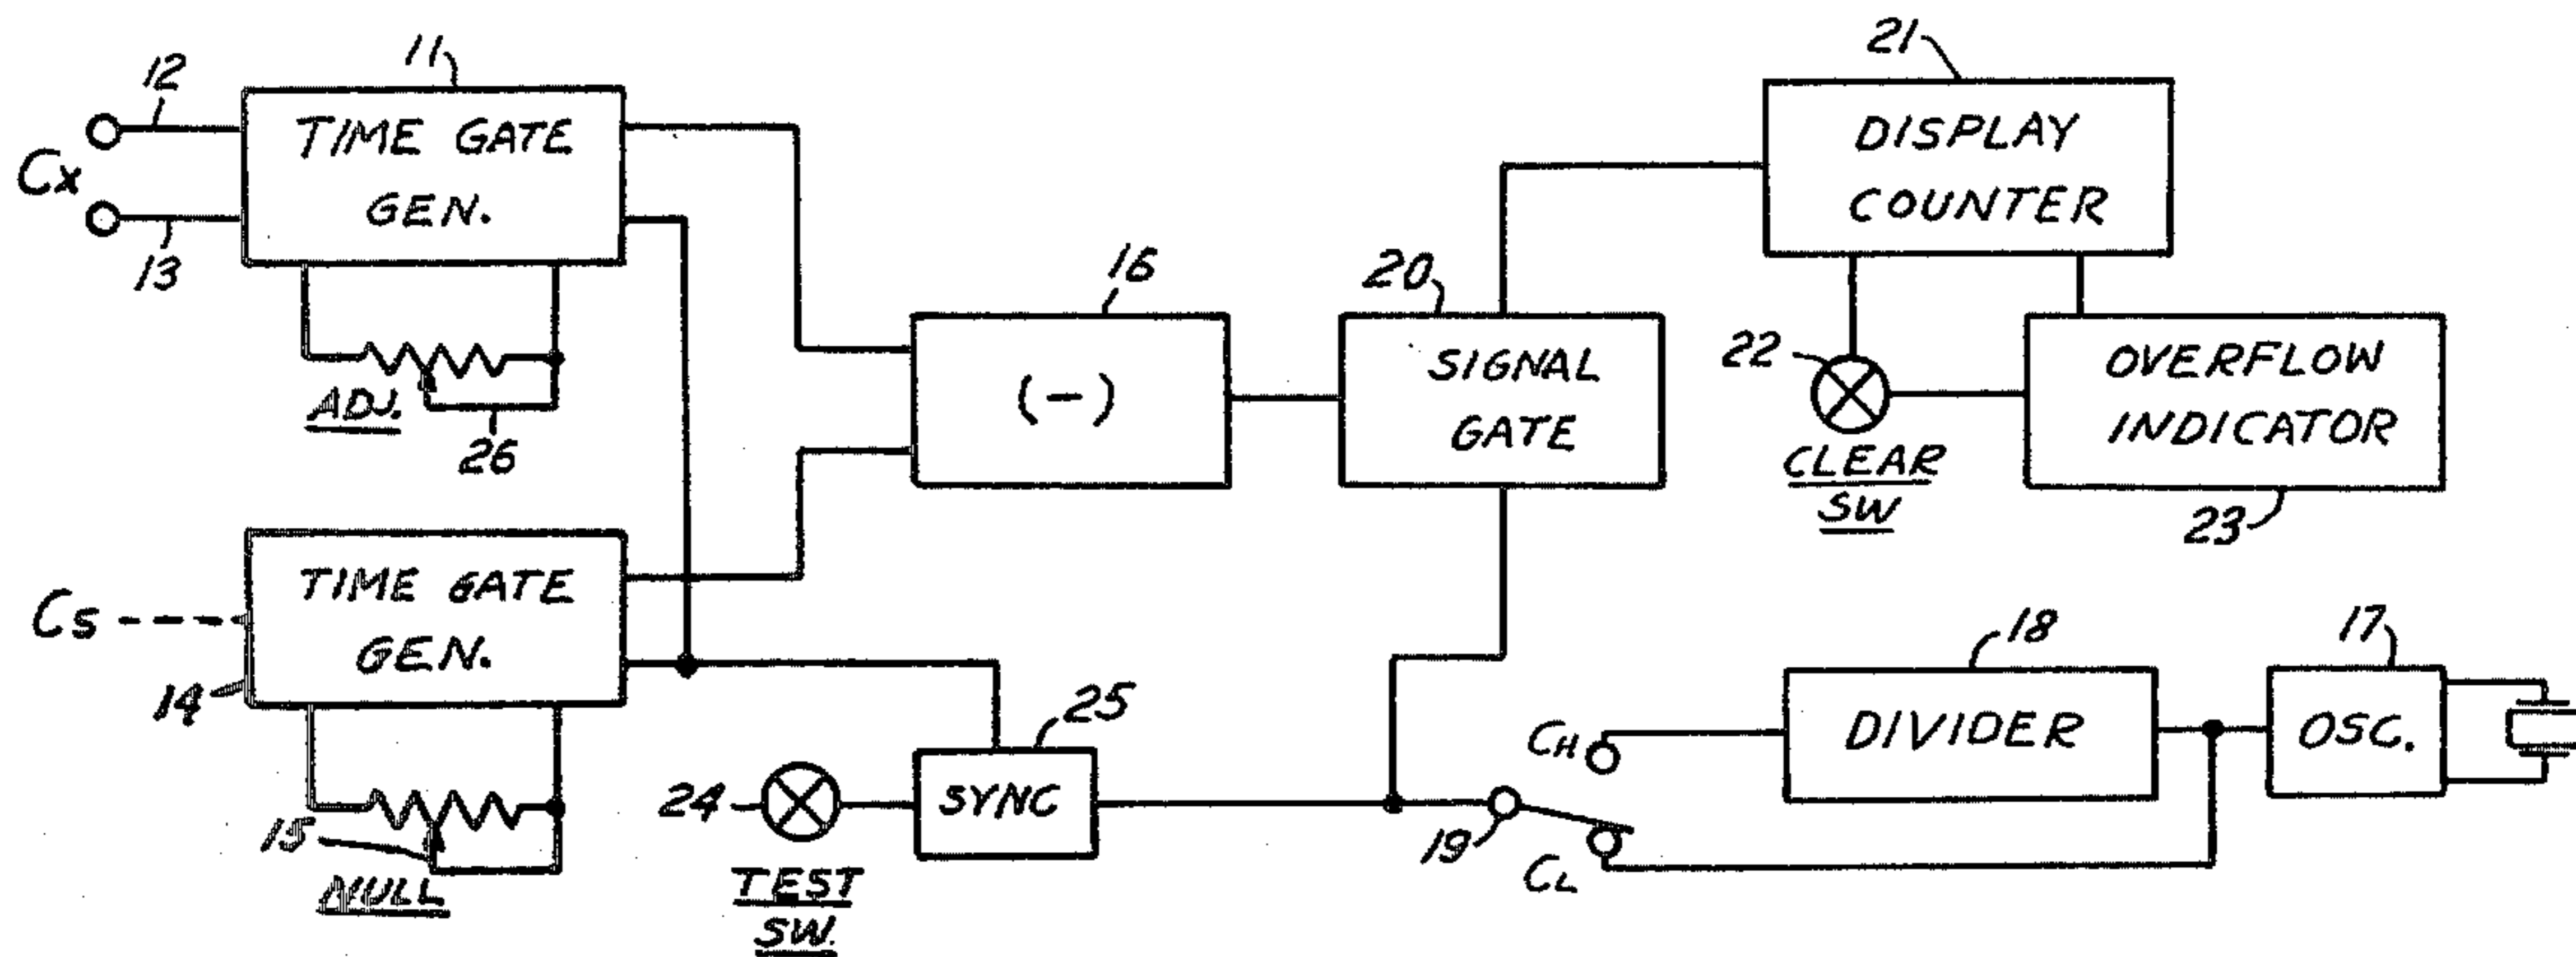 11
12
Cx
13
TIME GATE
GEN.
ADJ.
26
16
(-)
20
SIGNAL
GATE
21
DISPLAY
COUNTER
22
CLEAR
SW
OVERFLOW
INDICATOR
23
Cs
14
TIME GATE
GEN.
15
NULL
24
TEST
SW.
25
SYNC
19
CH
CL
18
DIVIDER
17
OSC.